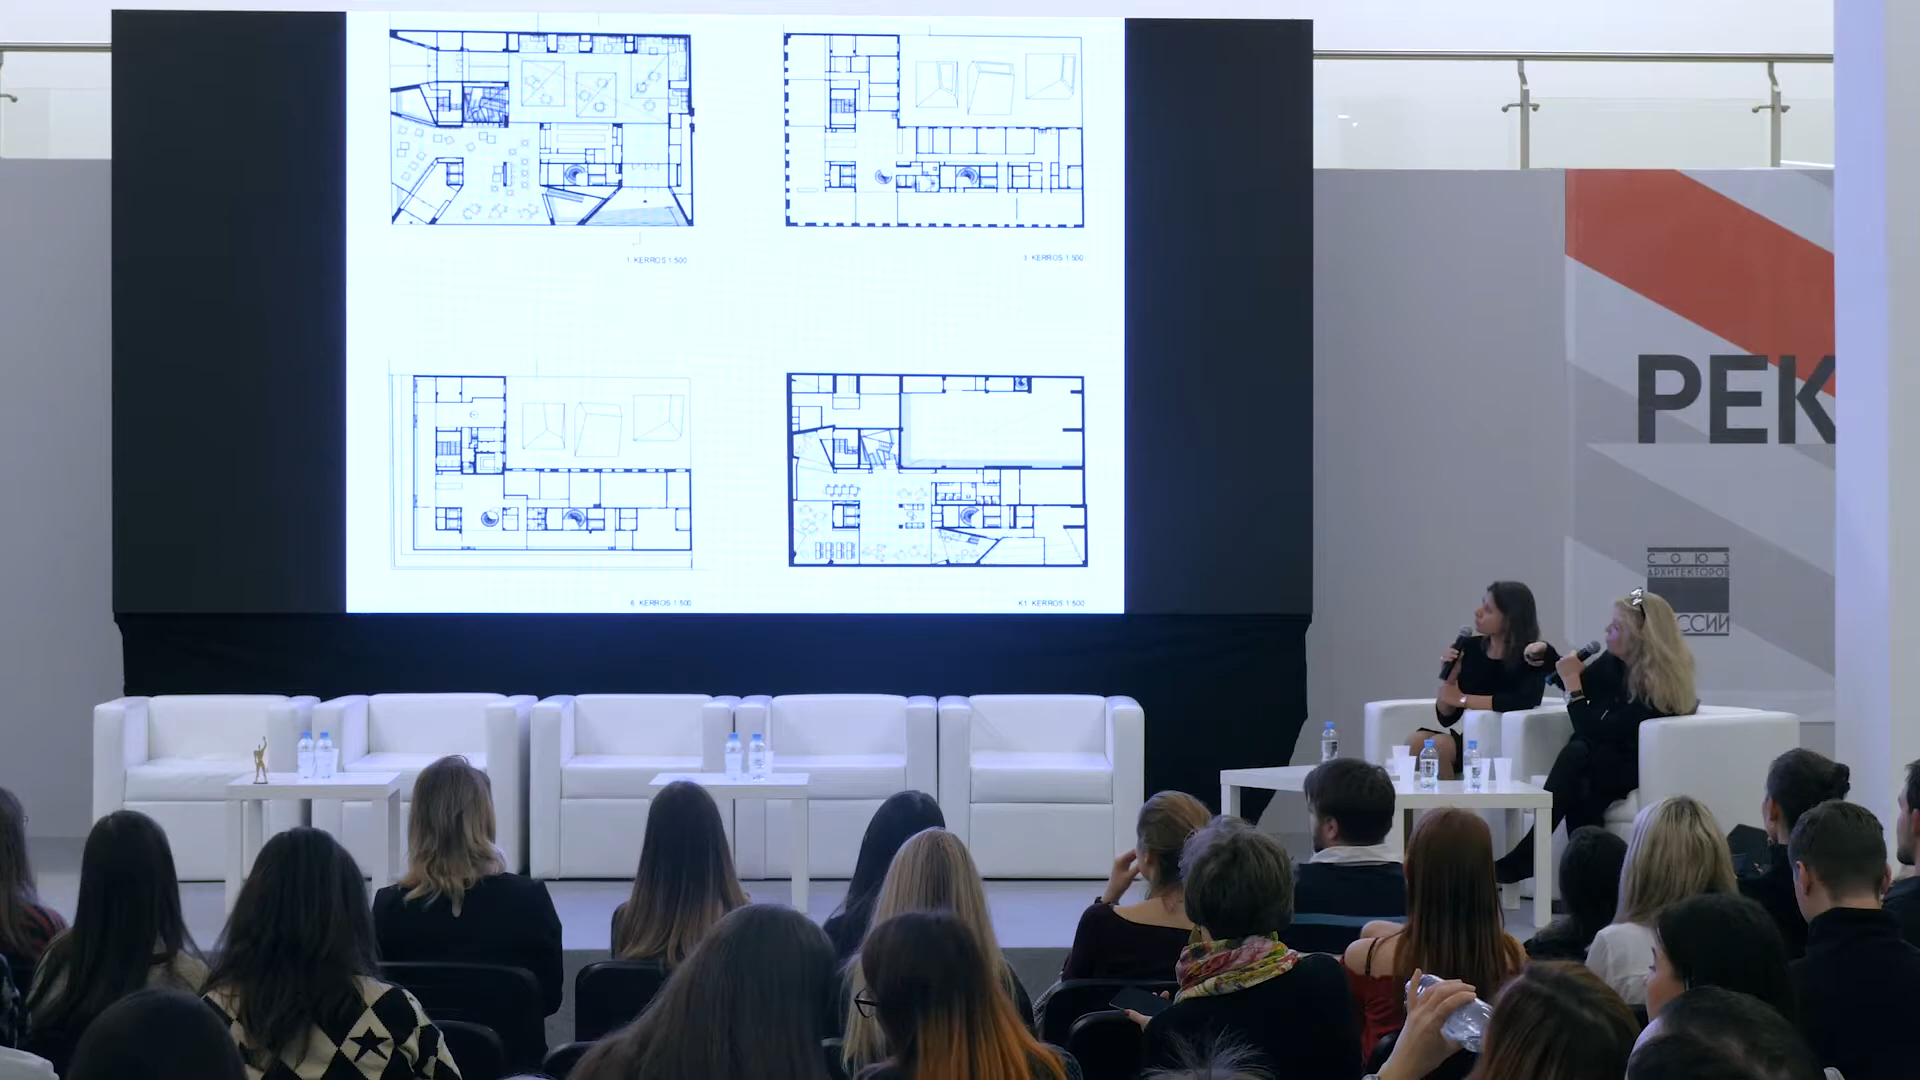 1. KERROS 1:500
3. KERROS 1:500
6. KERROS 1:500
K1. KERROS 1:500
РЕК
СОЮЗ
АРХИТЕКТОРОВ
ССИИ